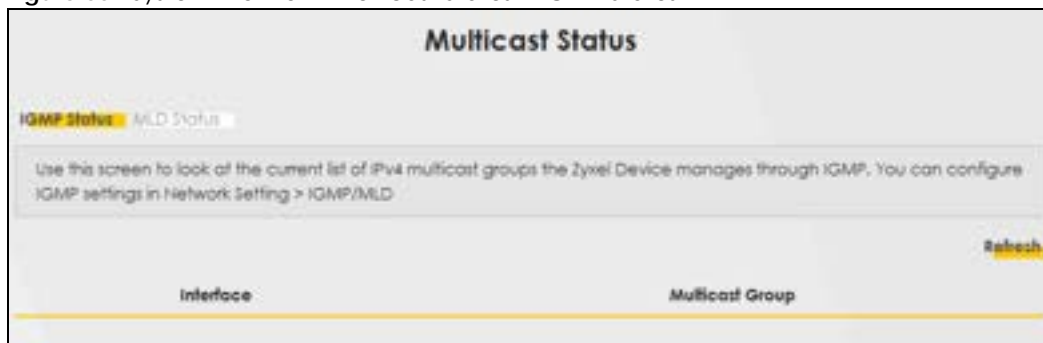 Multicast Status
IGMP Status MLD Status
Use this screen to look at the current list of IPv4 multicast groups the Zyxel Device manages through IGMP. You can configure
IGMP settings in Network Setting > IGMP/MLD
Refresh
Interface Multicast Group